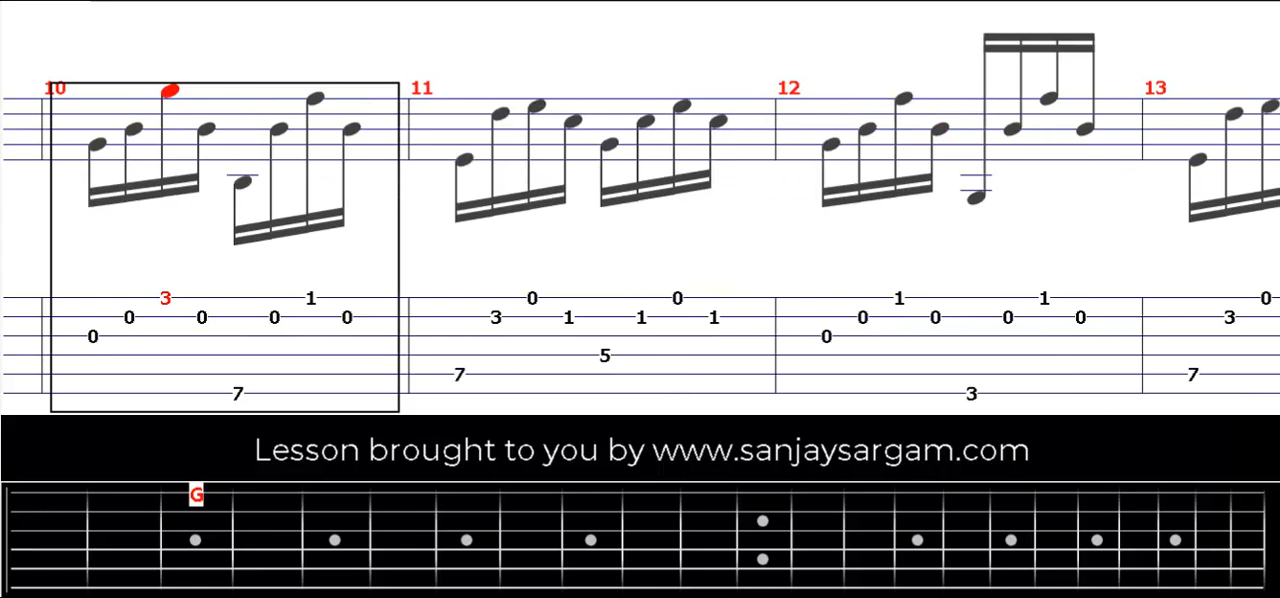 10 11 12 13
3 1 0 0 1 1 0
0 0 0 0 3 1 1 1 0 0 0 0 3
0 0
5
7 7
7 3
Lesson brought to you by www.sanjaysargam.com
G